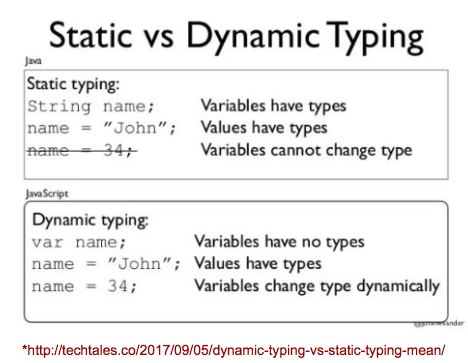 Static vs Dynamic Typing
Java
Static typing:
String name; Variables have types
name = ”John”; Values have types
name = 34; Variables cannot change type
JavaScript
Dynamic typing:
var name; Variables have no types
name = ”John”; Values have types
name = 34; Variables change type dynamically
*http://techtales.co/2017/09/05/dynamic-typing-vs-static-typing-mean/